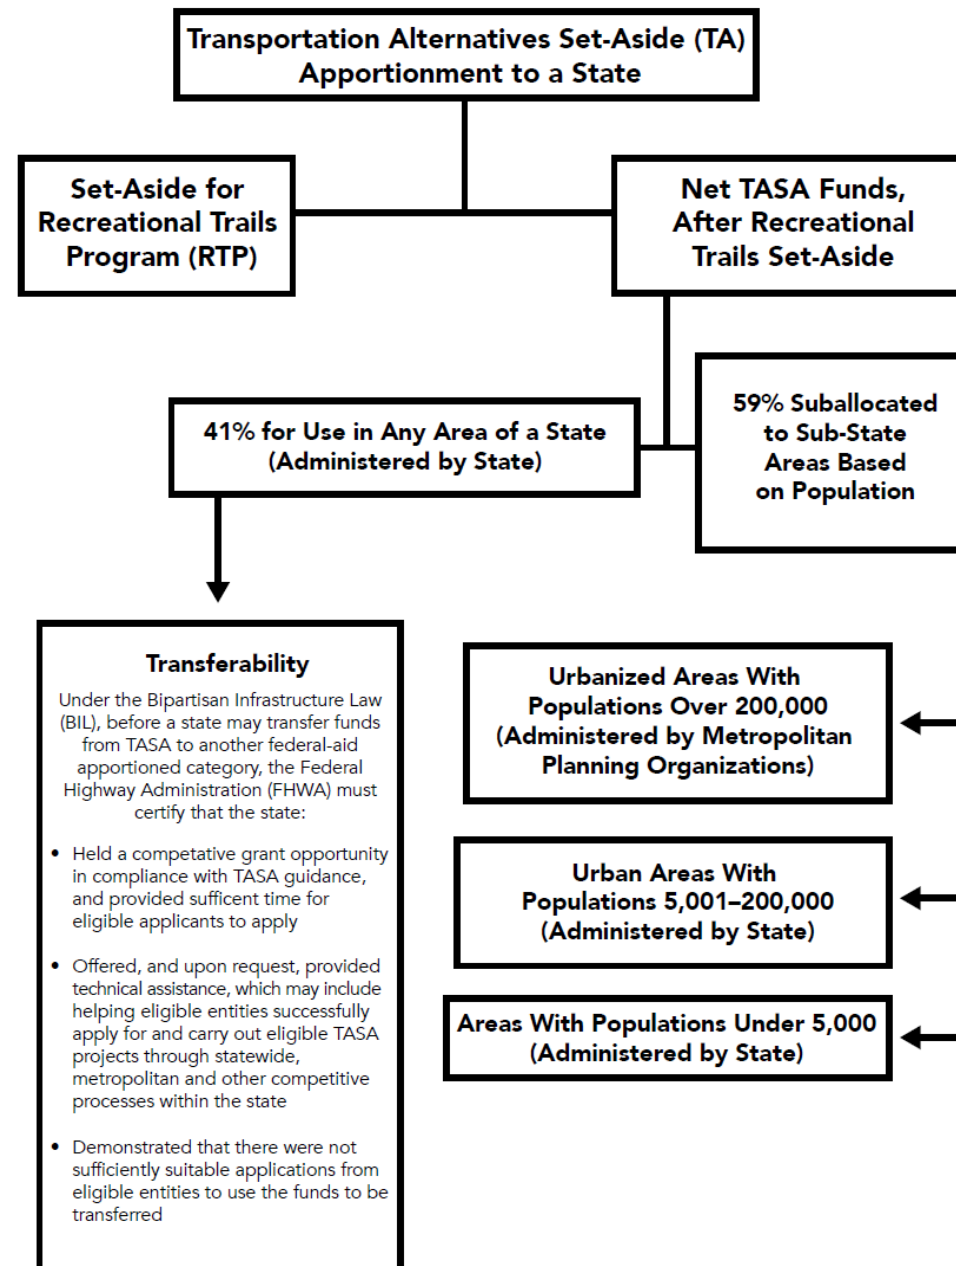 Transportation Alternatives Set-Aside (TA)
Apportionment to a State
Set-Aside for
Recreational Trails
Program (RTP)
Net TASA Funds,
After Recreational
Trails Set-Aside
41% for Use in Any Area of a State
(Administered by State)
59% Suballocated
to Sub-State
Areas Based
on Population
Transferability
Under the Bipartisan Infrastructure Law
(BIL), before a state may transfer funds
from TASA to another federal-aid
apportioned category, the Federal
Highway Administration (FHWA) must
certify that the state:
• Held a competative grant opportunity
in compliance with TASA guidance,
and provided sufficent time for
eligible applicants to apply
• Offered, and upon request, provided
technical assistance, which may include
helping eligible entities successfully
apply for and carry out eligible TASA
projects through statewide,
metropolitan and other competitive
processes within the state
• Demonstrated that there were not
sufficiently suitable applications from
eligible entities to use the funds to be
transferred
Urbanized Areas With
Populations Over 200,000
(Administered by Metropolitan
Planning Organizations)
Urban Areas With
Populations 5,001–200,000
(Administered by State)
Areas With Populations Under 5,000
(Administered by State)